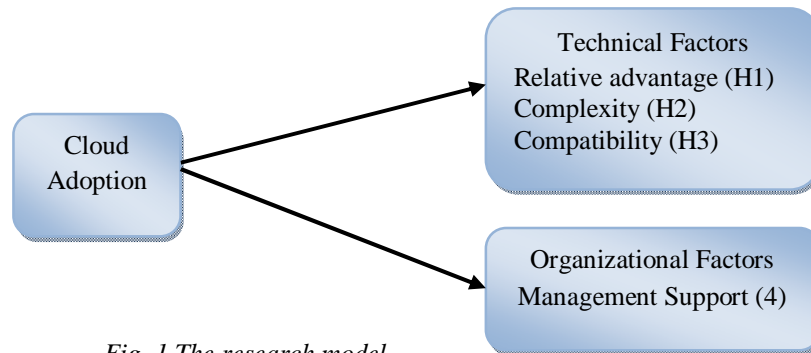 Cloud
Adoption
Technical Factors
Relative advantage (H1)
Complexity (H2)
Compatibility (H3)
Organizational Factors
Management Support (4)
Fig. 1 The research model